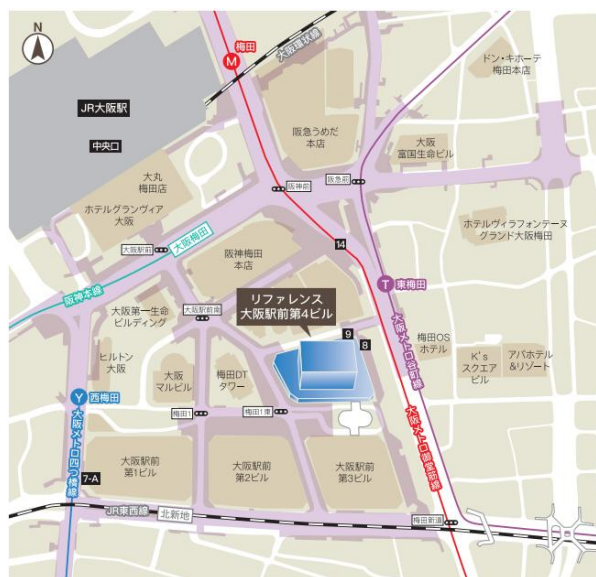 N
M
梅田
大阪環状線
ドン・キホーテ
梅田本店
JR大阪駅
中央口
阪急うめだ
本店
大阪
富国生命ビル
大丸
梅田店
阪神前
阪急前
ホテルグランヴィア
大阪
大阪梅田
大阪駅前
阪神本線
阪神梅田
本店
14
ホテルヴィラフォンテーヌ
グランド大阪梅田
T
東梅田
リファレンス
大阪駅前第4ビル
大阪第一生命
ビルディング
大阪駅前南
9
8
梅田OS
ホテル
大阪メトロ谷町線
ヒルトン
大阪
大阪
マルビル
梅田DT
タワー
K's
スクエア
ビル
アパホテル
&リゾート
Y
西梅田
梅田1
梅田1東
大阪メトロ四つ橋線
大阪メトロ御堂筋線
7-A
大阪駅前
第1ビル
大阪駅前
第2ビル
大阪駅前
第3ビル
JR東西線
北新地
梅田新道